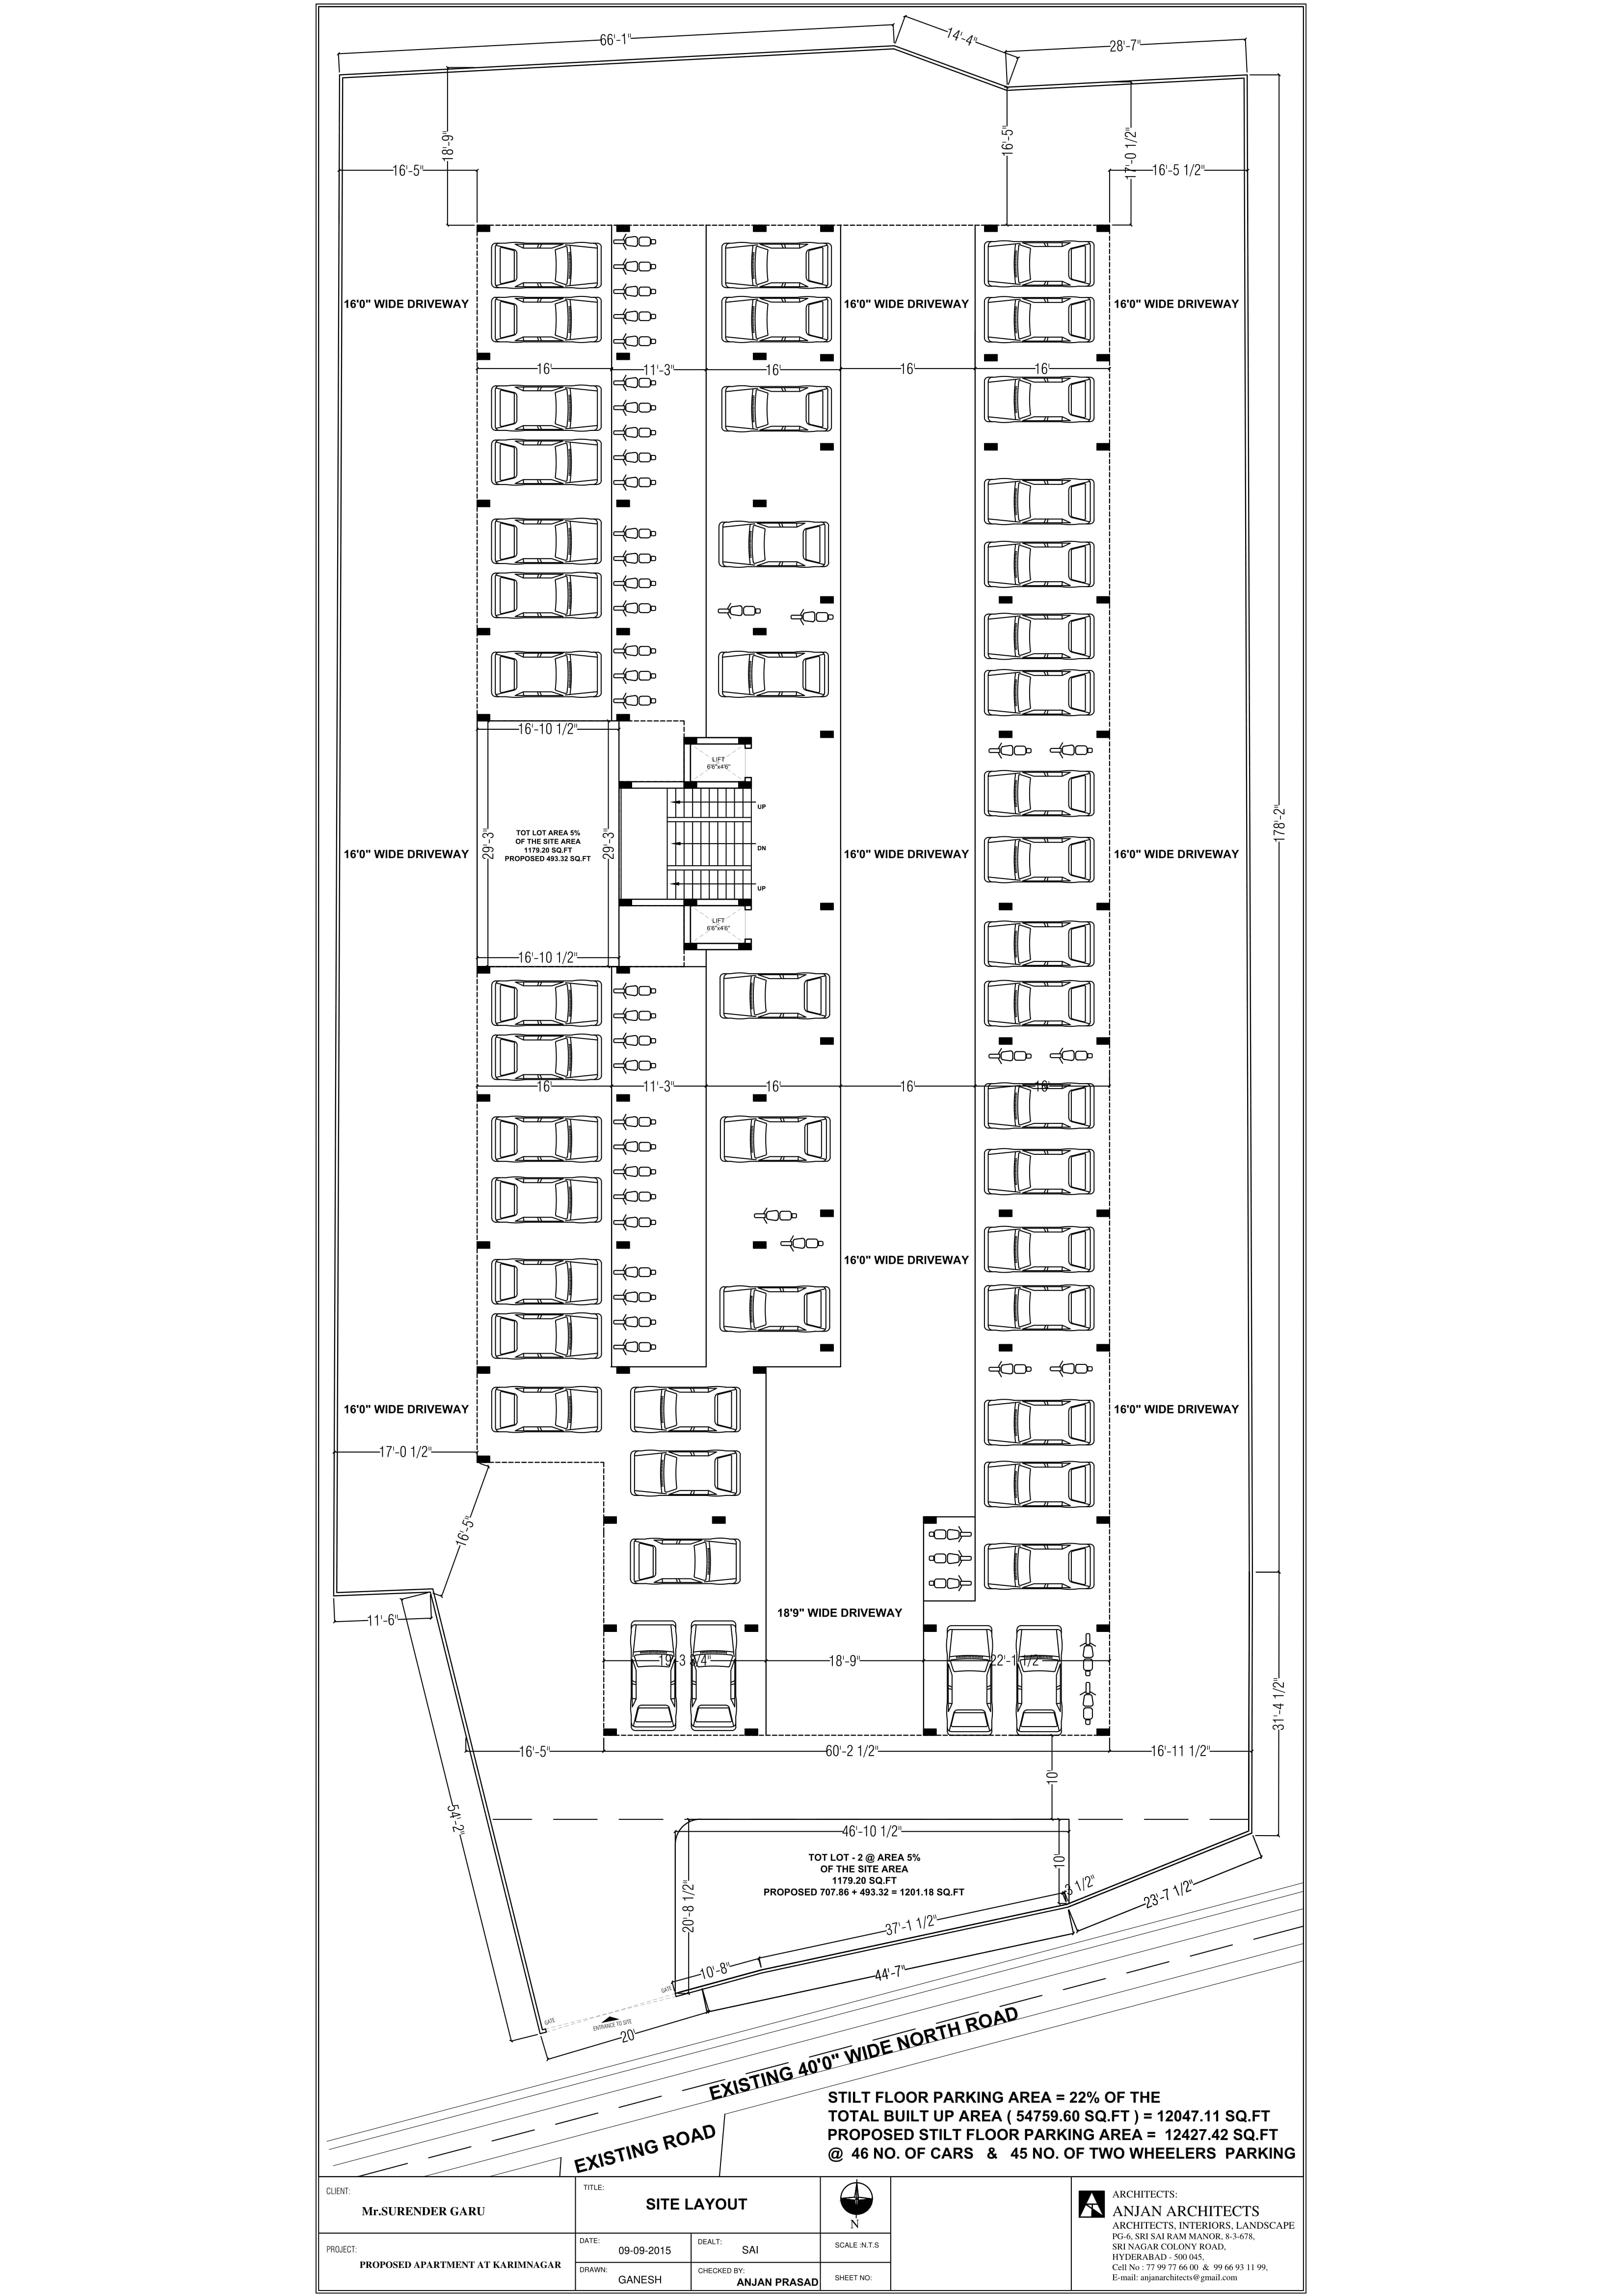 178'-2"
31'-4 1/2"
28'-7"
16'-5 1/2"
17'-0 1/2"
16'-5"
14'-4"
66'-1"
18'-9"
16'-5"
16'0" WIDE DRIVEWAY
16'0" WIDE DRIVEWAY
16'0" WIDE DRIVEWAY
16'-11 1/2"
23'-7 1/2"
16'
16'
22'-1 1/2"
10'
10'
16'0" WIDE DRIVEWAY
16'
16'0" WIDE DRIVEWAY
16'
16'0" WIDE DRIVEWAY
18'9" WIDE DRIVEWAY
18'-9"
60'-2 1/2"
46'-10 1/2"
37'-1 1/2"
44'-7"
10'-8"
20'-8 1/2"
20'
TOT LOT - 2 @ AREA 5%
OF THE SITE AREA
1179.20 SQ.FT
PROPOSED 707.86 + 493.32 = 1201.18 SQ.FT
16'
16'
UP
DN
UP
LIFT
6'6"x4'6"
LIFT
6'6"x4'6"
11'-3"
11'-3"
19'-3 3/4"
29'-3"
16'-10 1/2"
16'-10 1/2"
29'-3"
TOT LOT AREA 5%
OF THE SITE AREA
1179.20 SQ.FT
PROPOSED 493.32 SQ.FT
16'
16'
16'-5"
16'-5"
17'-0 1/2"
11'-6"
54'-2"
16'0" WIDE DRIVEWAY
16'0" WIDE DRIVEWAY
16'0" WIDE DRIVEWAY
GATE
ENTRANCE TO SITE
GATE
EXISTING 40'0" WIDE NORTH ROAD
EXISTING ROAD
STILT FLOOR PARKING AREA = 22% OF THE
TOTAL BUILT UP AREA ( 54759.60 SQ.FT ) = 12047.11 SQ.FT
PROPOSED STILT FLOOR PARKING AREA = 12427.42 SQ.FT
@ 46 NO. OF CARS & 45 NO. OF TWO WHEELERS PARKING
CLIENT:
Mr.SURENDER GARU
PROJECT:
PROPOSED APARTMENT AT KARIMNAGAR
TITLE:
SITE LAYOUT
DATE:
09-09-2015
DEALT:
SAI
DRAWN:
GANESH
CHECKED BY:
ANJAN PRASAD
N
SCALE :N.T.S
SHEET NO:
ARCHITECTS:
ANJAN ARCHITECTS
ARCHITECTS, INTERIORS, LANDSCAPE
PG-6, SRI SAI RAM MANOR, 8-3-678,
SRI NAGAR COLONY ROAD,
HYDERABAD - 500 045,
Cell No : 77 99 77 66 00 & 99 66 93 11 99,
E-mail: anjanarchitects@gmail.com